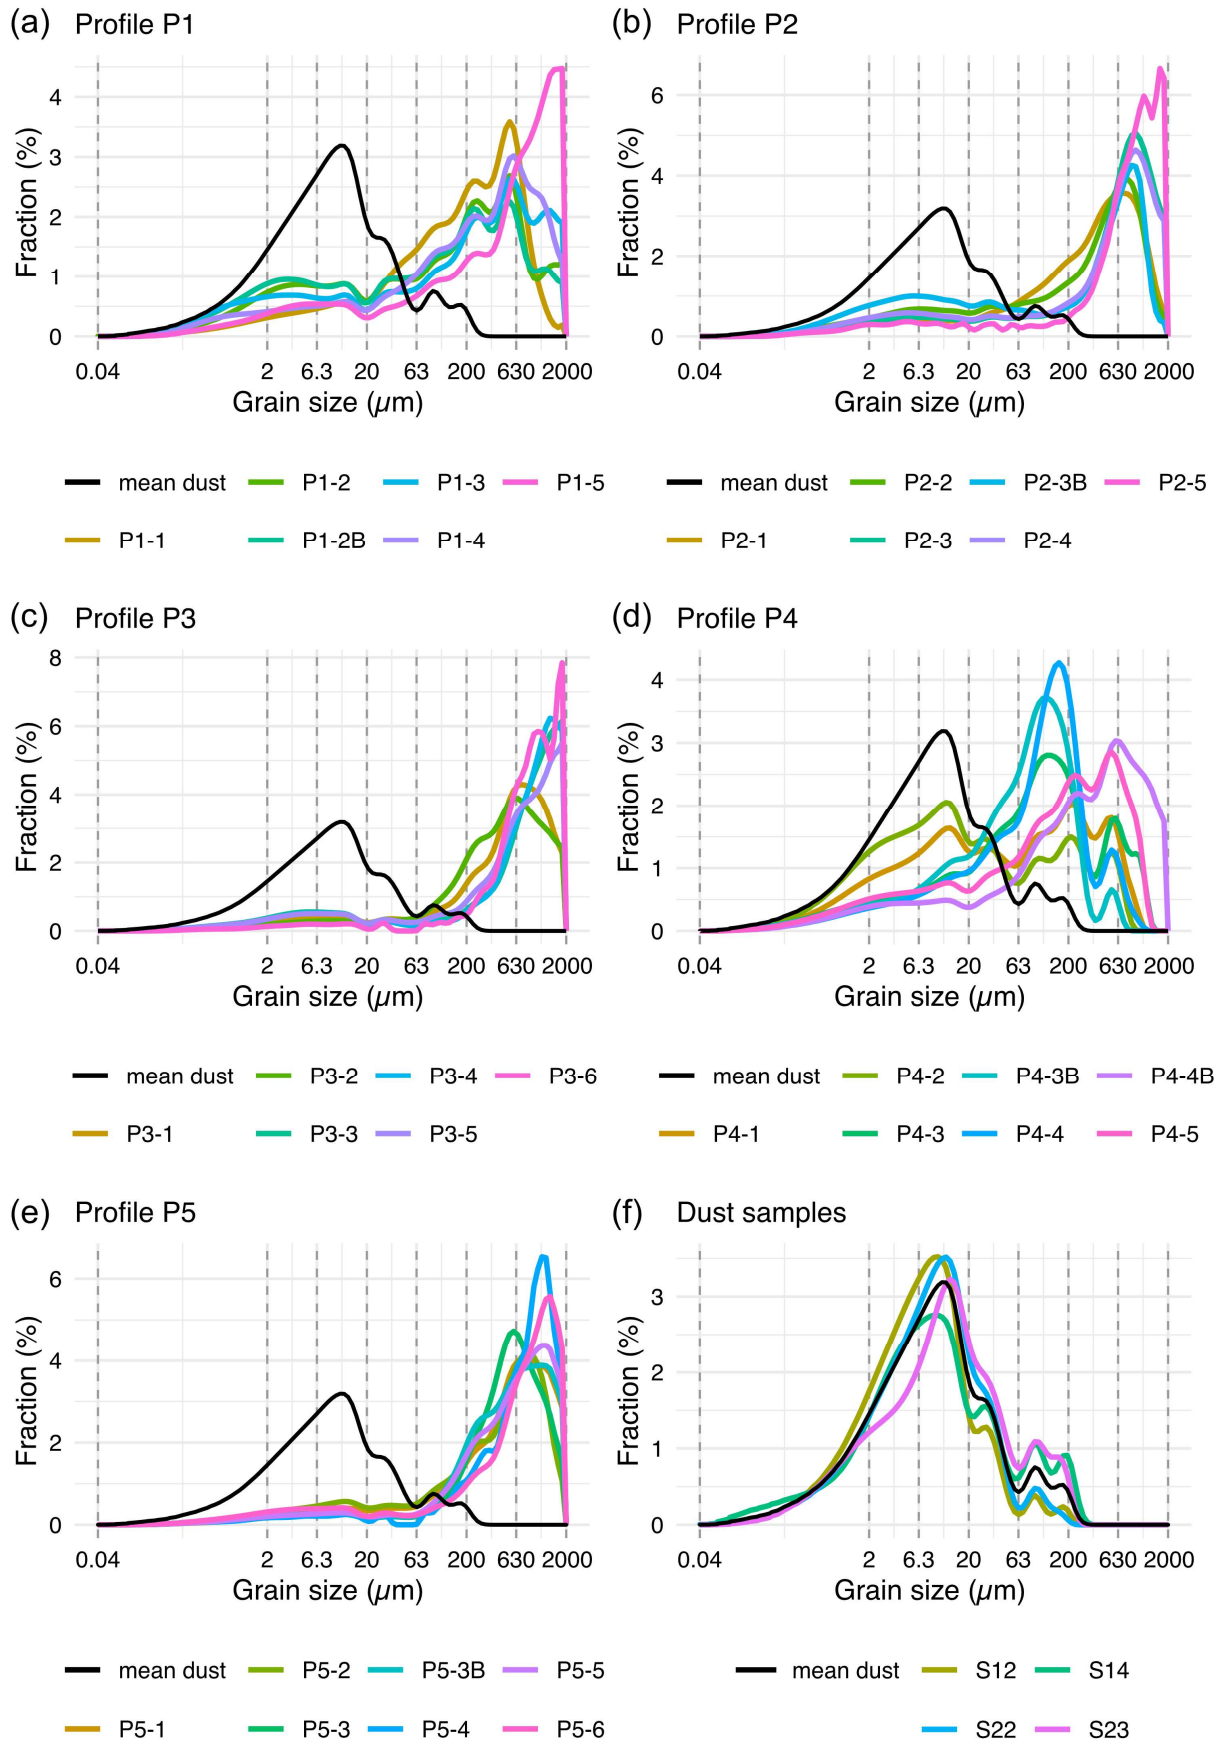 (a) Profile P1
Fraction (%)
4
3
2
1
0
0.04 2 6.3 20 63 200 630 2000
Grain size (µm)
mean dust P1-2 P1-3 P1-5
P1-1 P1-2B P1-4
(b) Profile P2
Fraction (%)
6
4
2
0
0.04 2 6.3 20 63 200 630 2000
Grain size (µm)
mean dust P2-2 P2-3B P2-5
P2-1 P2-3 P2-4
(c) Profile P3
Fraction (%)
8
6
4
2
0
0.04 2 6.3 20 63 200 630 2000
Grain size (µm)
mean dust P3-2 P3-4 P3-6
P3-1 P3-3 P3-5
(d) Profile P4
Fraction (%)
4
3
2
1
0
0.04 2 6.3 20 63 200 630 2000
Grain size (µm)
mean dust P4-2 P4-3B P4-4B
P4-1 P4-3 P4-4 P4-5
(e) Profile P5
Fraction (%)
6
4
2
0
0.04 2 6.3 20 63 200 630 2000
Grain size (µm)
mean dust P5-2 P5-3B P5-5
P5-1 P5-3 P5-4 P5-6
(f) Dust samples
Fraction (%)
3
2
1
0
0.04 2 6.3 20 63 200 630 2000
Grain size (µm)
mean dust S12 S14
S22 S23